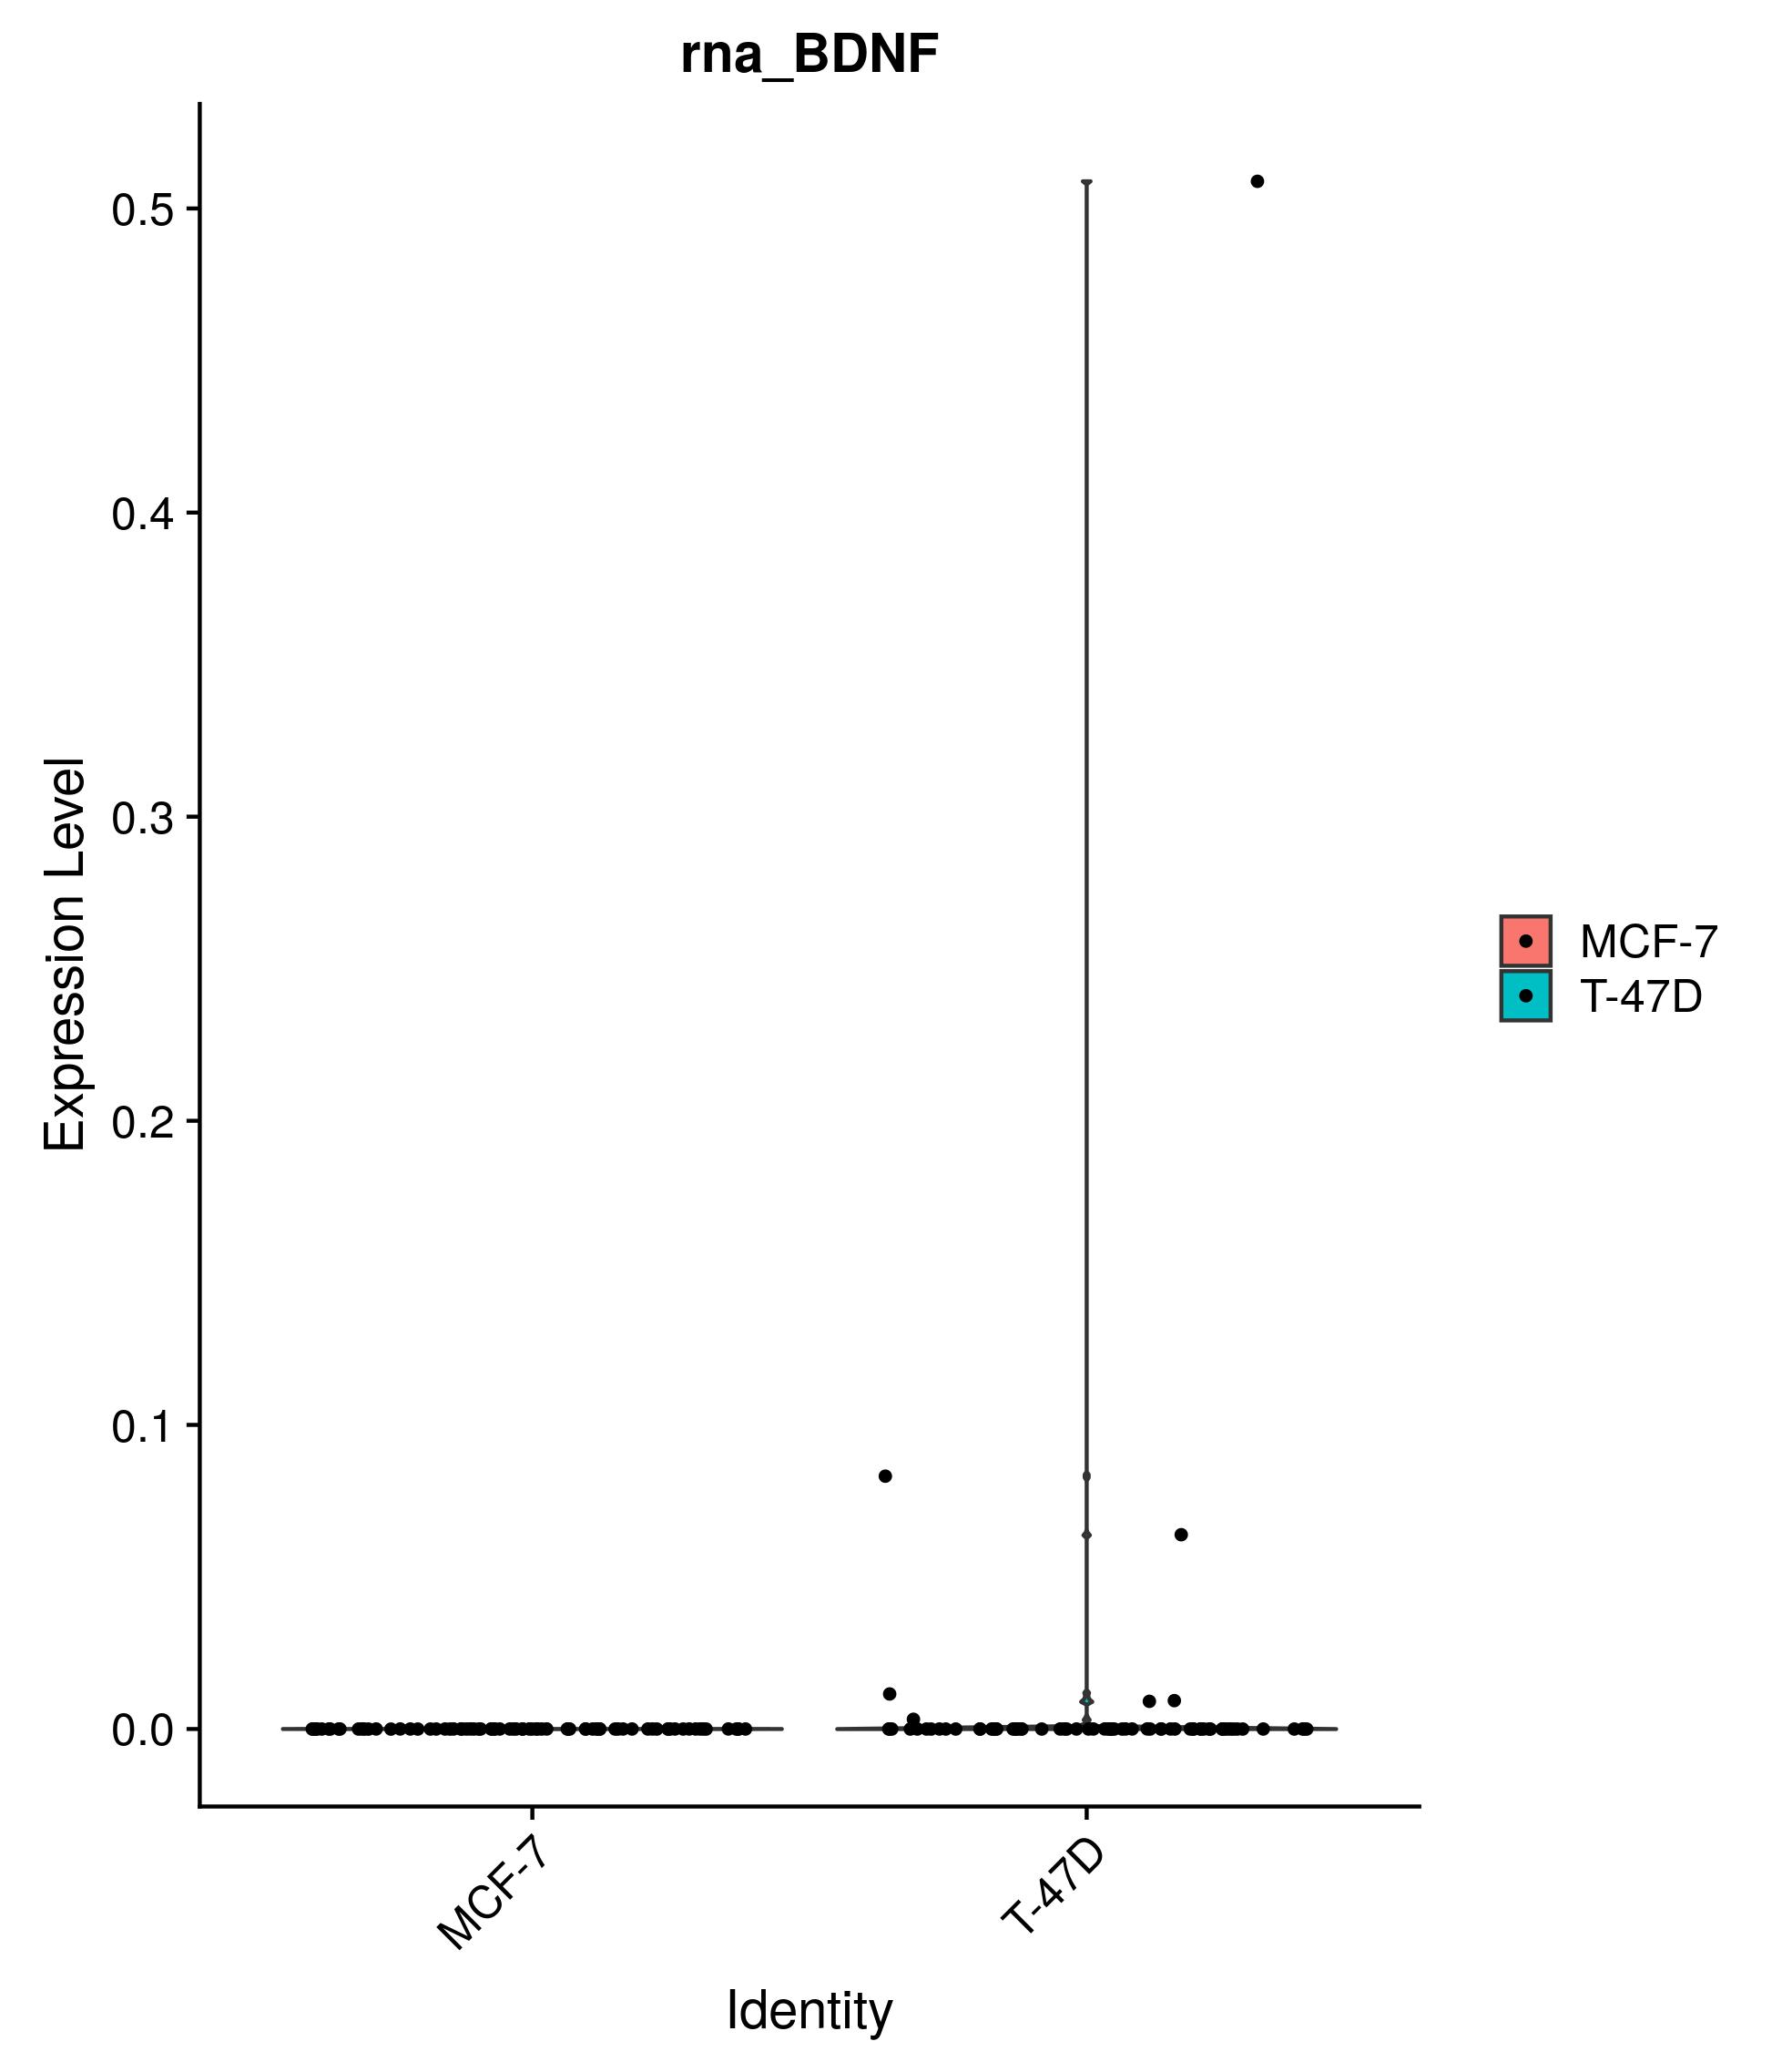 rna_BDNF
Expression Level
0.5
0.4
0.3
0.2
0.1
0.0
MCF-7
T-47D
Identity
MCF-7
T-47D